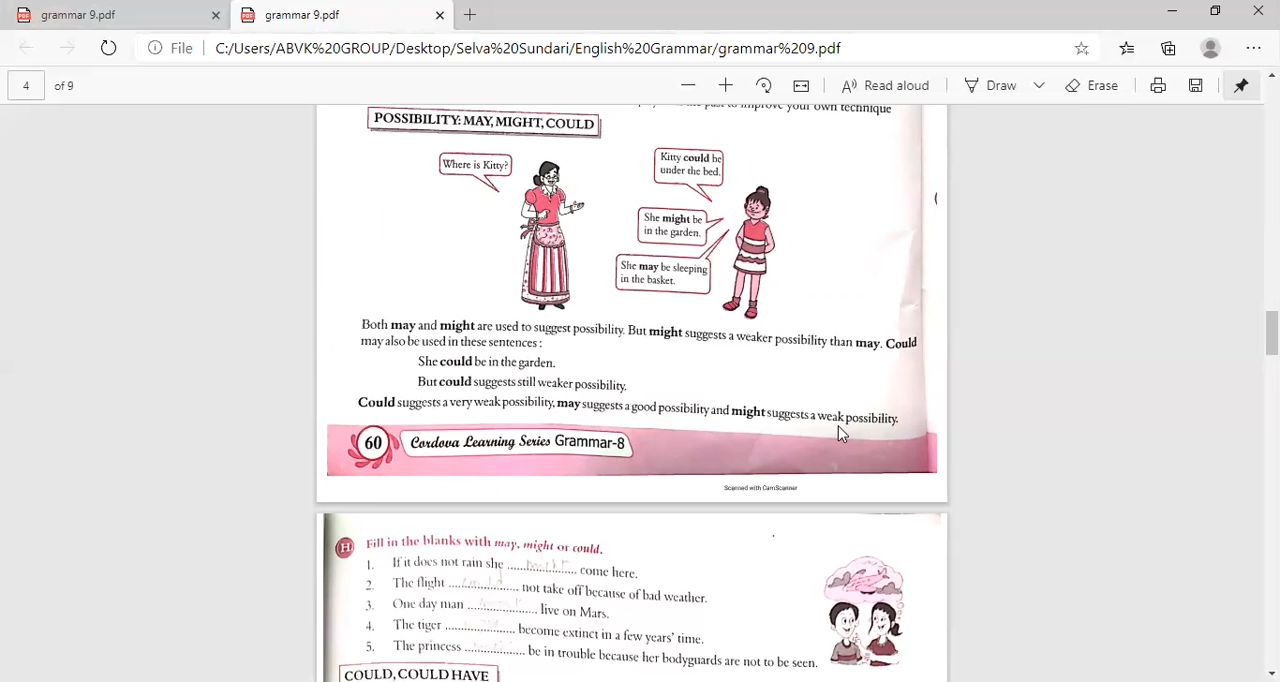 grammar 9.pdf
grammar 9.pdf
File
C:/Users/ABVK%20GROUP/Desktop/Selva%20Sundari/English%20Grammar/grammar%209.pdf
4 of 9
Read aloud
Draw
Erase
the past to improve your own technique
POSSIBILITY: MAY, MIGHT, COULD
Where is Kitty?
Kitty could be
under the bed.
She might be
in the garden.
She may be sleeping
in the basket.
Both may and might are used to suggest possibility. But might suggests a weaker possibility than may. Could
may also be used in these sentences :
She could be in the garden.
But could suggests still weaker possibility.
Could suggests a very weak possibility, may suggests a good possibility and might suggests a weak possibility.
60 Cordova Learning Series Grammar-8
Scanned with CamScanner
H Fill in the blanks with may, might or could.
1. If it does not rain she .................... come here.
2. The flight .................... not take off because of bad weather.
3. One day man .................... live on Mars.
4. The tiger .................... become extinct in a few years' time.
5. The princess .................... be in trouble because her bodyguards are not to be seen.
COULD, COULD HAVE